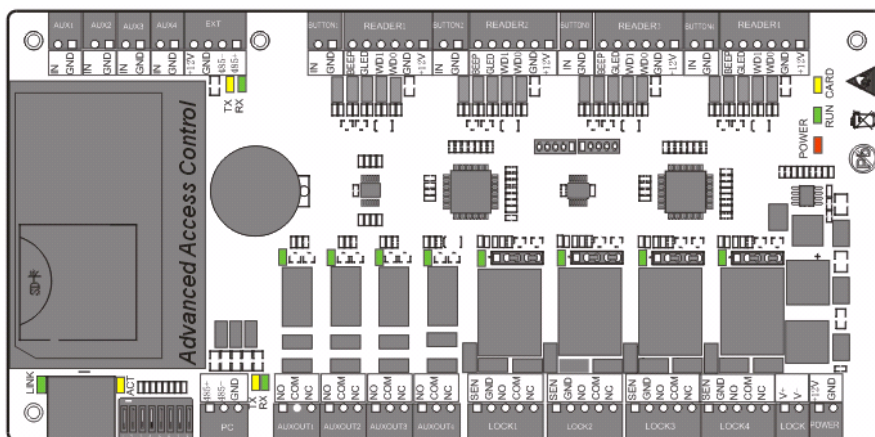 AUX1 AUX2 AUX3 AUX4 EXT BUTTON1 READER1 BUTTON2 READER2 BUTTON3 READER3 BUTTON4
IN GND IN GND IN GND IN GND +12V GND 485- 485+ IN GND BEEP GLED WD1 WD0 GND +12V IN GND BEEP GLED WD1 WD0 GND +12V IN GND BEEP GLED WD1 WD0 GND -12V IN GND BEEP GLED WD1 WD0 GND +12V
TX RX
CARD
RUN
POWER
Advanced Access Control
SD卡
LINK ACT
485+ 485- GND
TX RX
NO COM NC NO COM NC NO COM NC NO COM NC SEN GND NO COM NC SEN GND NO COM NC SEN GND NO COM NC SEN GND NO COM NC V+ V- +12V GND
PC AUXOUT1 AUXOUT2 AUXOUT3 AUXOUT4 LOCK1 LOCK2 LOCK3 LOCK4 LOCK POWER